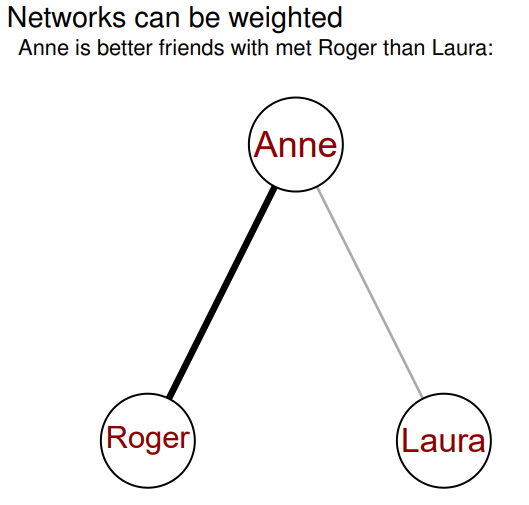 Networks can be weighted
Anne is better friends with met Roger than Laura:
Anne
Roger
Laura